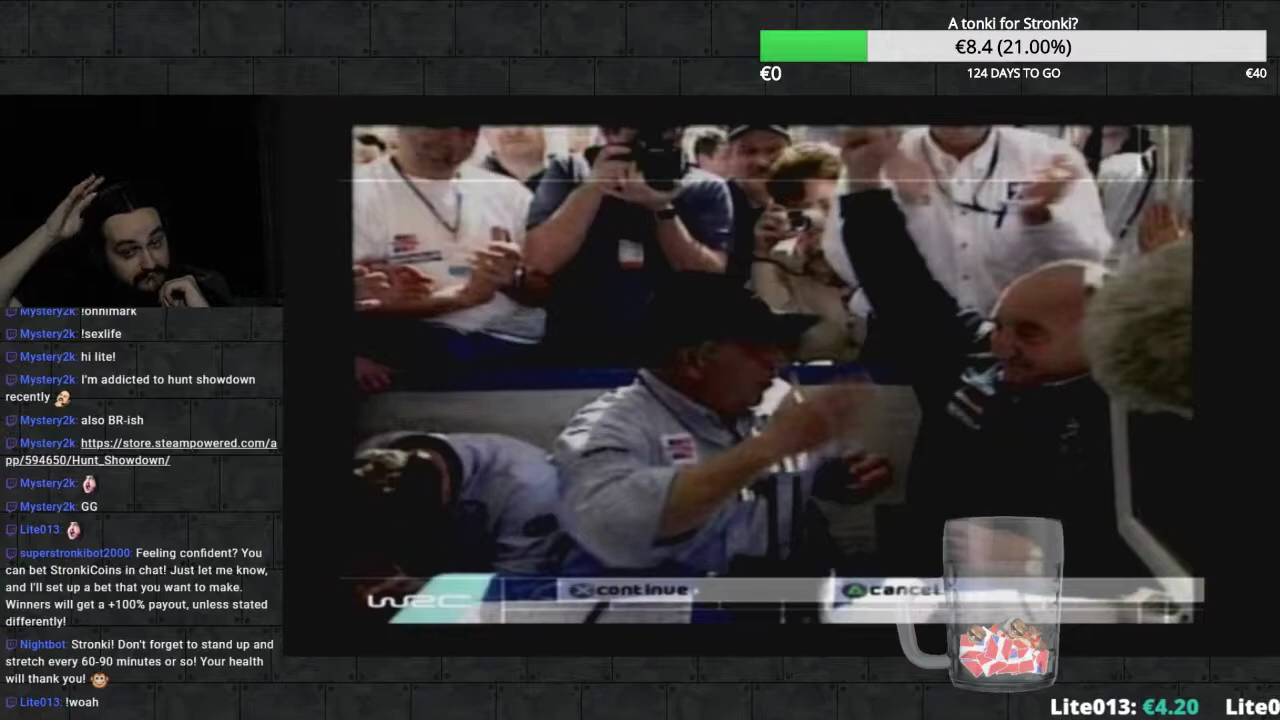 A tonki for Stronki?
€8.4 (21.00%)
€0
124 DAYS TO GO
€40
Mystery2k: !onnimark
Mystery2k: !sexlife
Mystery2k: hi lite!
Mystery2k: I'm addicted to hunt showdown
recently
Mystery2k: also BR-ish
Mystery2k: https://store.steampowered.com/a
pp/594650/Hunt_Showdown/
Mystery2k:
Mystery2k: GG
Lite013:
superstronkibot2000: Feeling confident? You
can bet StronkiCoins in chat! Just let me know,
and I'll set up a bet that you want to make.
Winners will get a +100% payout, unless stated
differently!
Nightbot: Stronki! Don't forget to stand up and
stretch every 60-90 minutes or so! Your health
will thank you!
Lite013: !woah
WRC
continue
cancel
Lite013: €4.20 Lite0